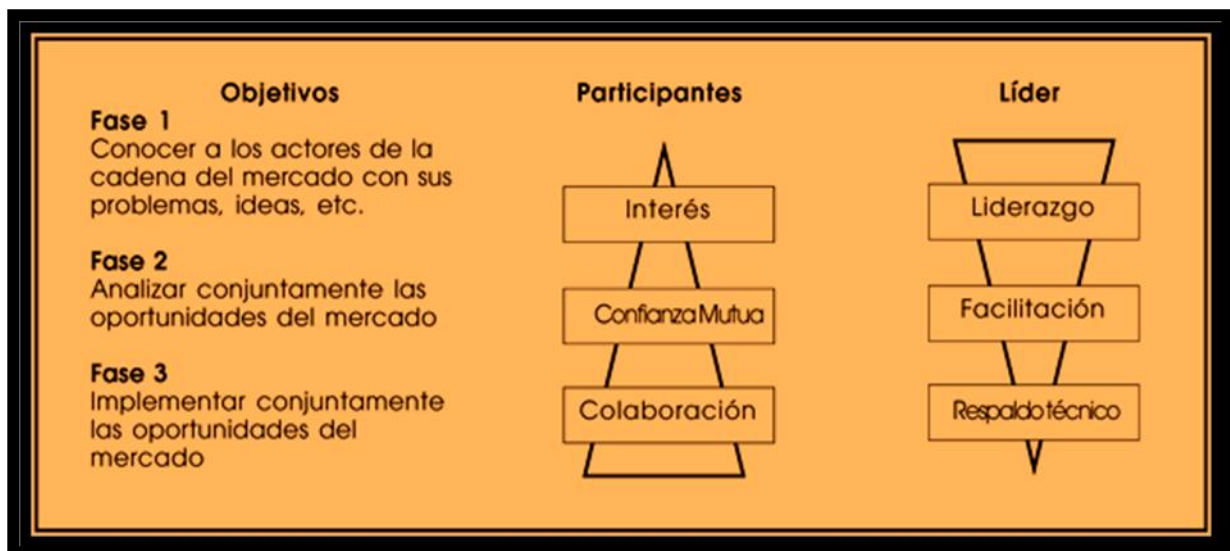 Objetivos
Fase 1
Conocer a los actores de la
cadena del mercado con sus
problemas, ideas, etc.
Fase 2
Analizar conjuntamente las
oportunidades del mercado
Fase 3
Implementar conjuntamente
las oportunidades del
mercado
Participantes
Interés
Confianza Mutua
Colaboración
Líder
Liderazgo
Facilitación
Respaldo técnico